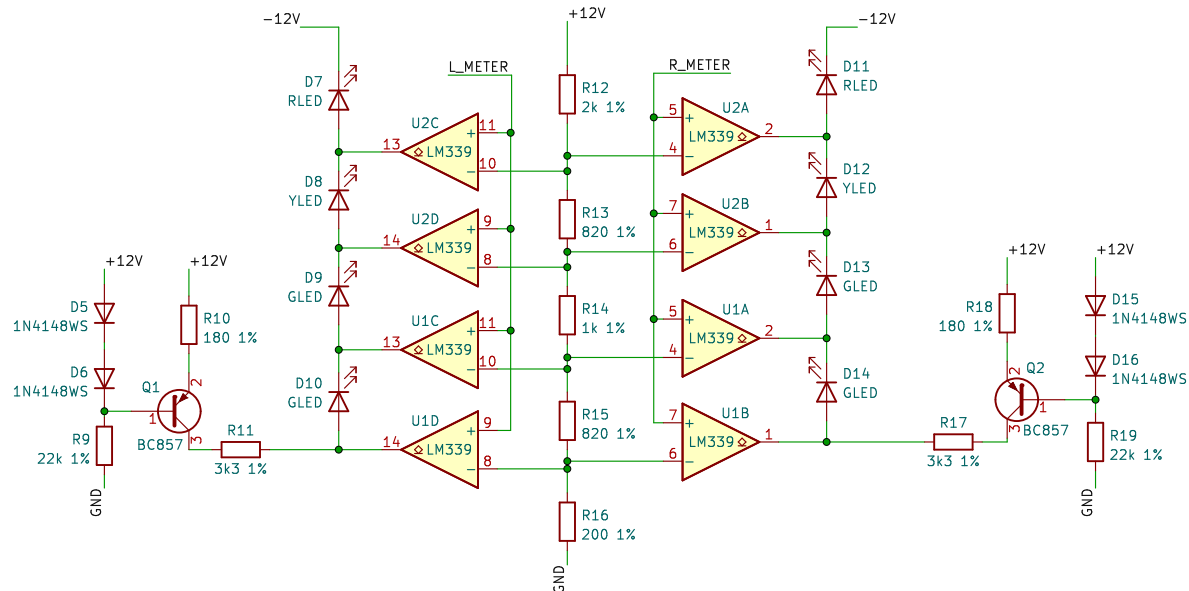 -12V
+12V
-12V
L_METER
R_METER
D7
RLED
R12
2k 1%
D11
RLED
U2C
11
+
13
LM339
10
-
5
U2A
+
2
LM339
4
-
D8
YLED
D12
YLED
R13
820 1%
U2D
9
+
14
LM339
8
-
7
U2B
+
1
LM339
6
-
D9
GLED
D13
GLED
R14
1k 1%
U1C
11
+
13
LM339
10
-
5
U1A
+
2
LM339
4
-
D10
GLED
D14
GLED
R15
820 1%
U1D
9
+
14
LM339
8
-
7
U1B
+
1
LM339
6
-
R16
200 1%
GND
+12V
+12V
D5
1N4148WS
R10
180 1%
D6
1N4148WS
Q1
2
1
3
BC857
R9
22k 1%
R11
3k3 1%
GND
+12V
+12V
R18
180 1%
D15
1N4148WS
D16
1N4148WS
Q2
2
1
3
BC857
R17
3k3 1%
R19
22k 1%
GND